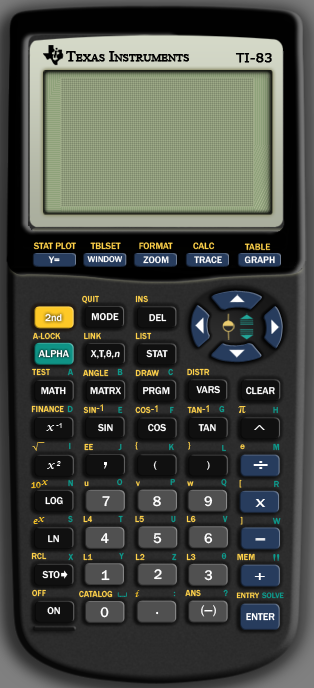 TEXAS INSTRUMENTS TI-83
STAT PLOT TBLSET FORMAT CALC TABLE
Y= WINDOW ZOOM TRACE GRAPH
QUIT INS
2nd MODE DEL
A-LOCK LINK LIST
ALPHA X,T,θ,n STAT
TEST A ANGLE B DRAW C DISTR
MATH MATRX PRGM VARS CLEAR
FINANCE D SIN⁻¹ E COS⁻¹ F TAN⁻¹ G π H
x⁻¹ SIN COS TAN ^
√ I EE J { K } L e M
x² , ( ) ÷
10ˣ N u O v P w Q [ R
LOG 7 8 9 x
eˣ S L4 T L5 U L6 V ] W
LN 4 5 6 −
RCL X L1 Y L2 Z L3 θ MEM "
STO➔ 1 2 3 +
OFF CATALOG ⎵ i : ANS ? ENTRY SOLVE
ON 0 . (−) ENTER